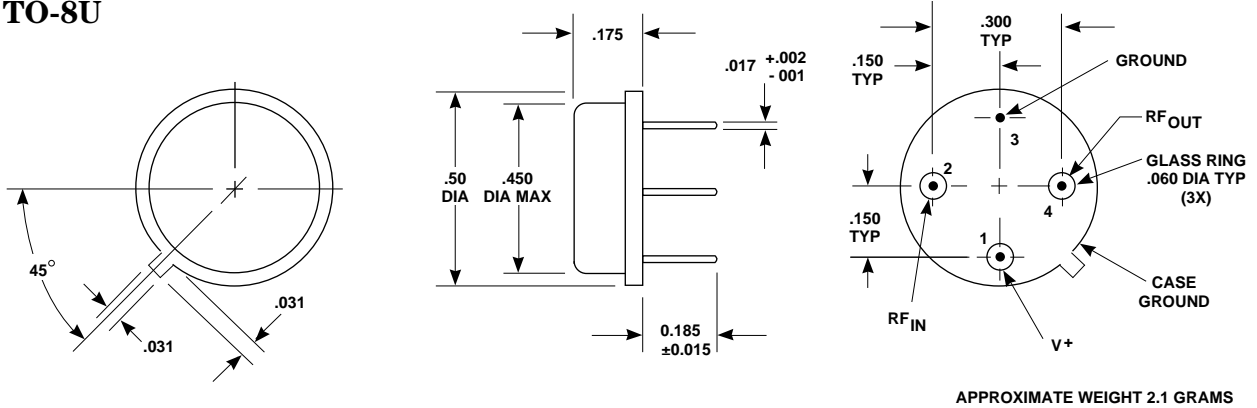 TO-8U
45°
.031
.031
.175
.50
DIA
.450
DIA MAX
.017 +.002
- 001
0.185
±0.015
.300
TYP
.150
TYP
.150
TYP
GROUND
3
2
RFOUT
GLASS RING
.060 DIA TYP
(3X)
4
1
CASE
GROUND
RFIN
V+
APPROXIMATE WEIGHT 2.1 GRAMS